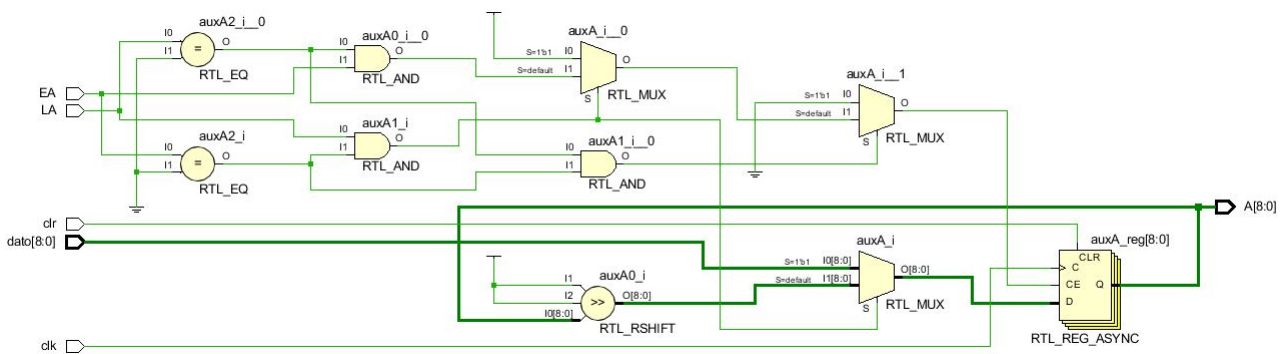 auxA2_i__0
I0
I1
=
O
RTL_EQ
auxA0_i__0
I0
I1
O
RTL_AND
auxA_i__0
S=1'b1
I0
S=default
I1
O
S
RTL_MUX
auxA_i__1
S=1'b1
I0
S=default
I1
O
S
RTL_MUX
EA
LA
auxA2_i
I0
I1
=
O
RTL_EQ
auxA1_i
I0
I1
O
RTL_AND
auxA1_i__0
I0
I1
O
RTL_AND
clr
dato[8:0]
A[8:0]
auxA0_i
I1
I2
I0[8:0]
>>
O[8:0]
RTL_RSHIFT
auxA_i
S=1'b1
I0[8:0]
S=default
I1[8:0]
O[8:0]
S
RTL_MUX
auxA_reg[8:0]
CLR
C
CE
D
Q
RTL_REG_ASYNC
clk